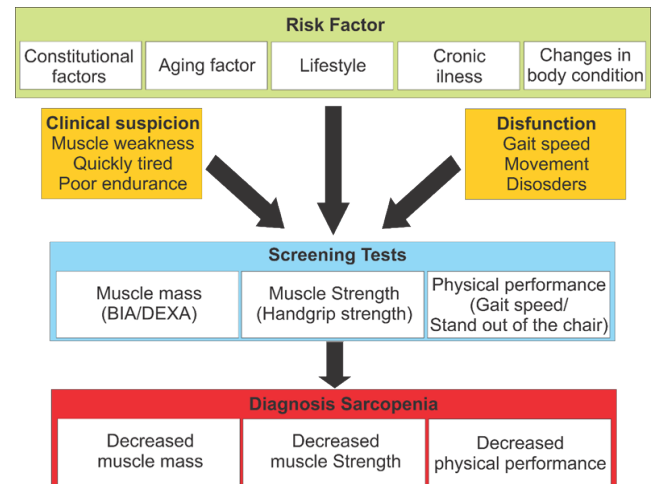 Risk Factor
Constitutional
factors
Aging factor
Lifestyle
Cronic
ilness
Changes in
body condition
Clinical suspicion
Muscle weakness
Quickly tired
Poor endurance
Disfunction
Gait speed
Movement
Disosders
Screening Tests
Muscle mass
(BIA/DEXA)
Muscle Strength
(Handgrip strength)
Physical performance
(Gait speed/
Stand out of the chair)
Diagnosis Sarcopenia
Decreased
muscle mass
Decreased
muscle Strength
Decreased
physical performance